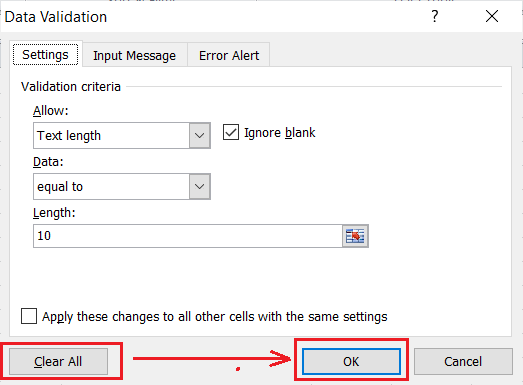 Data Validation ?
Settings Input Message Error Alert
Validation criteria
Allow:
Text length Ignore blank
Data:
equal to
Length:
10
Apply these changes to all other cells with the same settings
Clear All OK Cancel